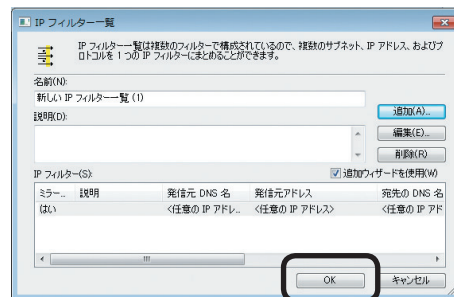 IP フィルター一覧
IP フィルター一覧は複数のフィルターで構成されているので、複数のサブネット、IP アドレス、およびプ
ロトコルを 1 つの IP フィルターにまとめることができます。
名前(N):
新しい IP フィルター一覧 (1)
説明(D):
追加(A)...
編集(E)...
削除(R)
IP フィルター(S):
追加ウィザードを使用(W)
ミラー... 説明 発信元 DNS 名 発信元アドレス 宛先の DNS 名
はい <任意の IP アドレ... <任意の IP アドレス> <任意の IP アド
OK
キャンセル